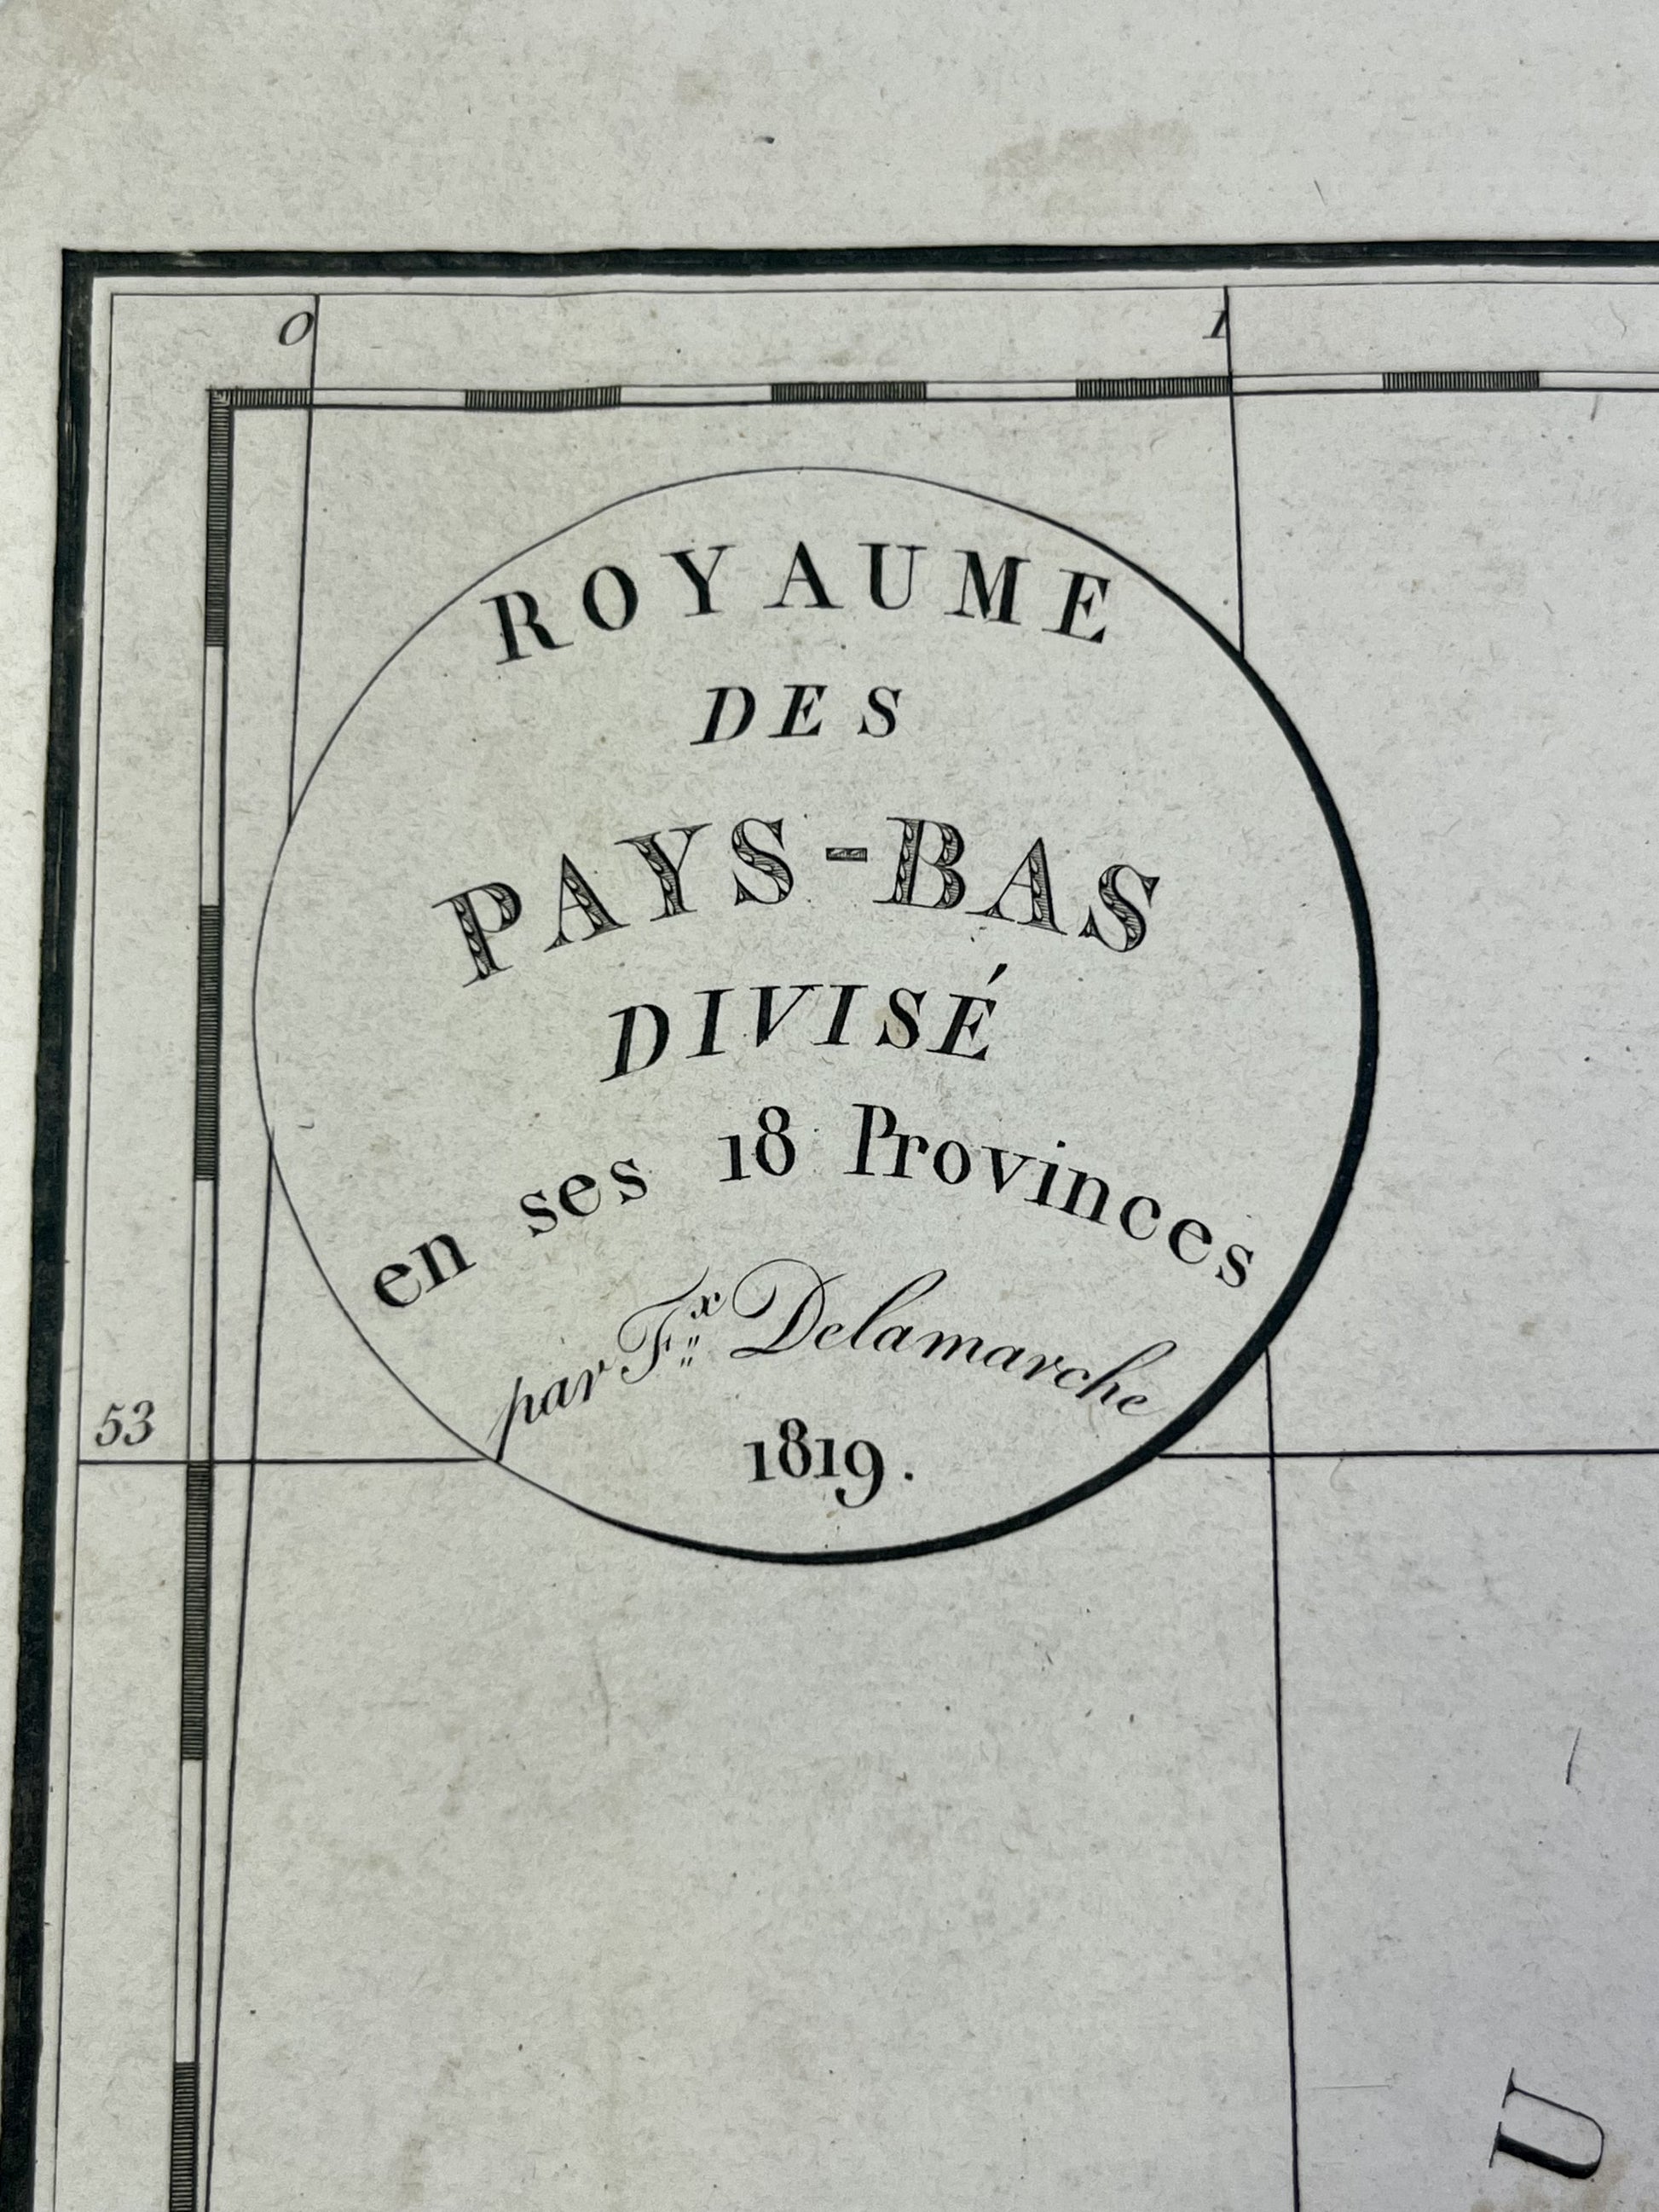 0
1
ROYAUME
DES
PAYS-BAS
DIVISÉ
en ses 18 Provinces
par Fx Delamarche
1819.
53
U